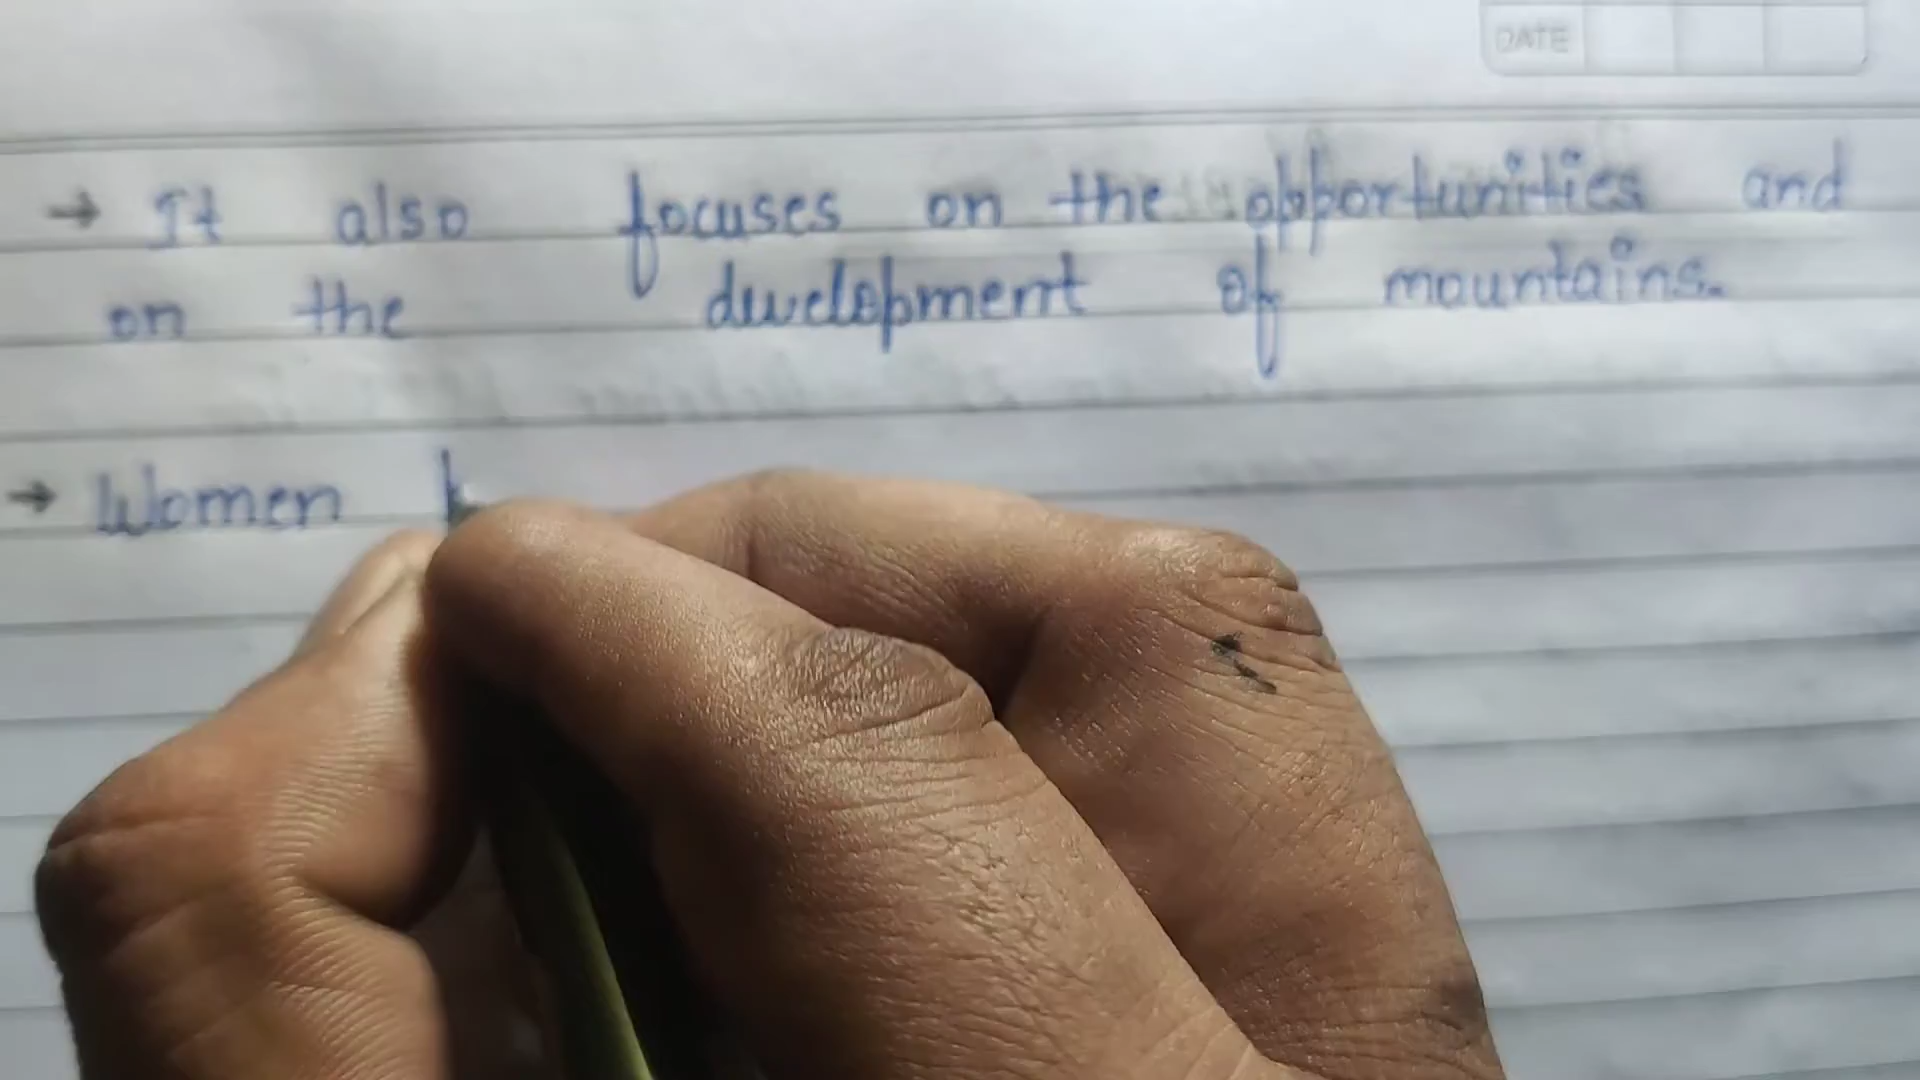 DATE
→ It also focuses on the opportunities and
on the development of mountains.
→ Women